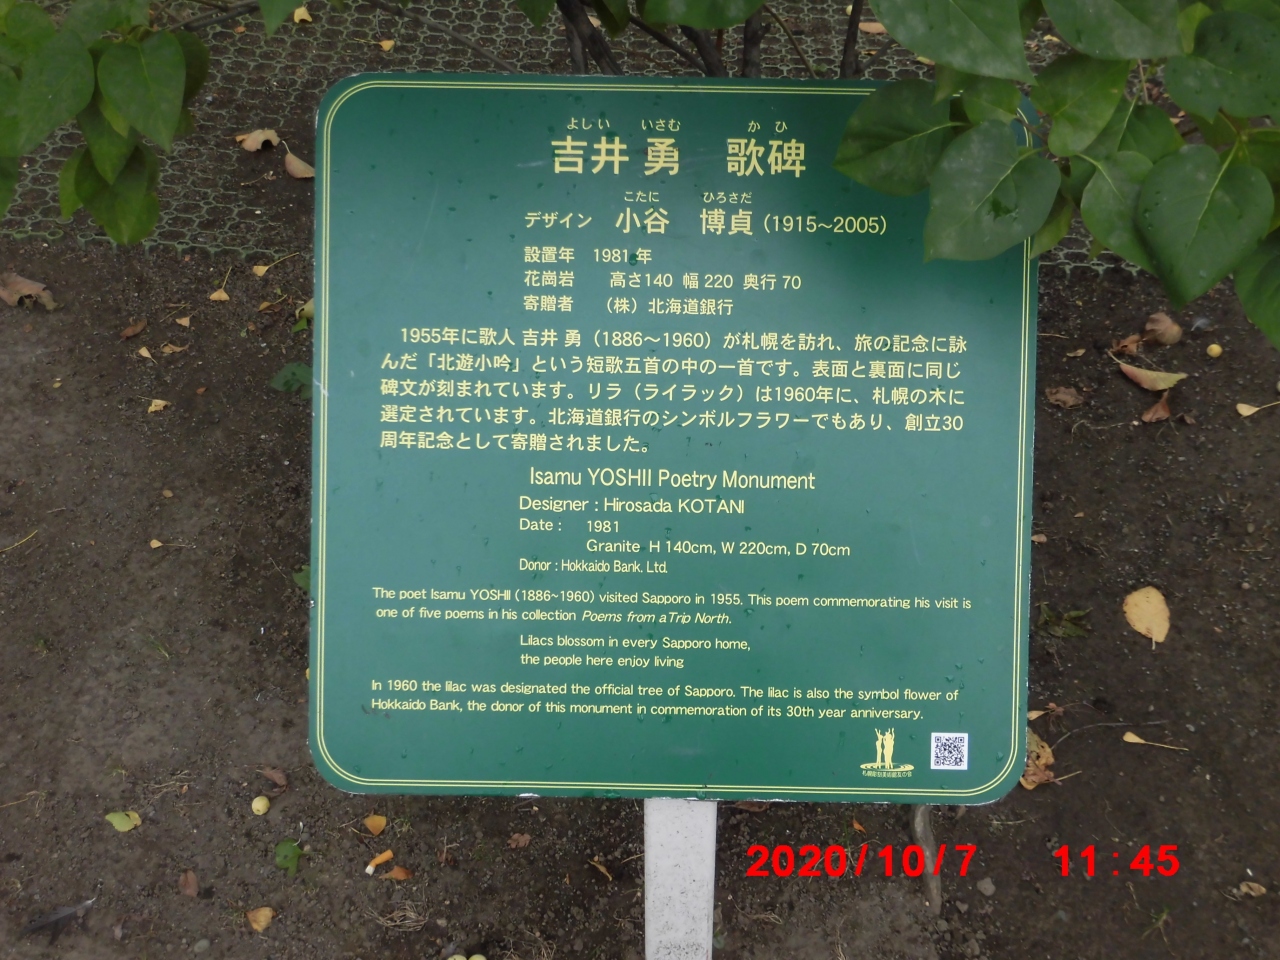 よしい いさむ かひ
吉井 勇 歌碑
こたに ひろさだ
デザイン 小谷 博貞（1915～2005）
設置年 1981年
花崗岩 高さ140 幅 220 奥行 70
寄贈者 （株）北海道銀行
1955年に歌人 吉井 勇（1886～1960）が札幌を訪れ、旅の記念に詠
んだ「北遊小吟」という短歌五首の中の一首です。表面と裏面に同じ
碑文が刻まれています。リラ（ライラック）は1960年に、札幌の木に
選定されています。北海道銀行のシンボルフラワーでもあり、創立30
周年記念として寄贈されました。
Isamu YOSHII Poetry Monument
Designer : Hirosada KOTANI
Date : 1981
Granite H 140cm, W 220cm, D 70cm
Donor : Hokkaido Bank. Ltd.
The poet Isamu YOSHII (1886~1960) visited Sapporo in 1955. This poem commemorating his visit is
one of five poems in his collection Poems from a Trip North.
Lilacs blossom in every Sapporo home,
the people here enjoy living
In 1960 the lilac was designated the official tree of Sapporo. The lilac is also the symbol flower of
Hokkaido Bank, the donor of this monument in commemoration of its 30th year anniversary.
札幌彫刻美術館友の会
2020/10/7 11:45